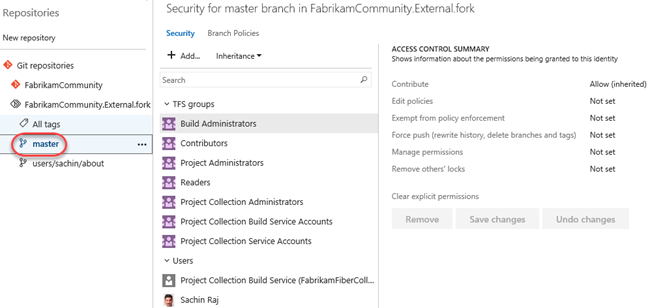 Repositories
New repository
Git repositories
FabrikamCommunity
FabrikamCommunity.External.fork
All tags
master
users/sachin/about
Security for master branch in FabrikamCommunity.External.fork
Security Branch Policies
Add... Inheritance
Search
TFS groups
Build Administrators
Contributors
Project Administrators
Readers
Project Collection Administrators
Project Collection Build Service Accounts
Project Collection Service Accounts
Users
Project Collection Build Service (FabrikamFiberColl...
Sachin Raj
ACCESS CONTROL SUMMARY
Shows information about the permissions being granted to this identity
Contribute Allow (inherited)
Edit policies Not set
Exempt from policy enforcement Not set
Force push (rewrite history, delete branches and tags) Not set
Manage permissions Not set
Remove others' locks Not set
Clear explicit permissions
Remove Save changes Undo changes